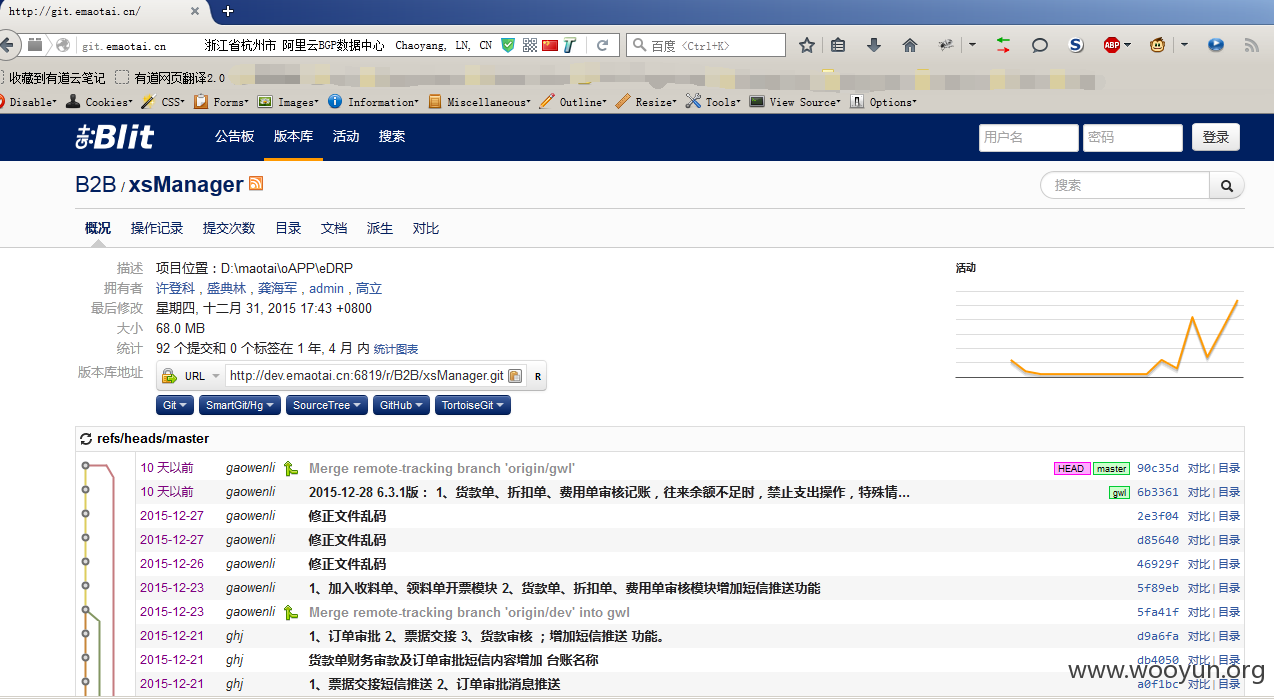 http://git.emaotai.cn/
git.emaotai.cn 浙江省杭州市 阿里云BGP数据中心 Chaoyang, LN, CN 百度 <Ctrl+K>
收藏到有道云笔记 有道网页翻译2.0
Disable Cookies CSS Forms Images Information Miscellaneous Outline Resize Tools View Source Options
git:Blit 公告板 版本库 活动 搜索 用户名 密码 登录
B2B / xsManager 搜索
概况 操作记录 提交次数 目录 文档 派生 对比
描述 项目位置：D:\maotai\oAPP\eDRP 活动
拥有者 许登科 , 盛典林 , 龚海军 , admin , 高立
最后修改 星期四, 十二月 31, 2015 17:43 +0800
大小 68.0 MB
统计 92 个提交和 0 个标签在 1 年, 4 月 内 统计图表
版本库地址 URL http://dev.emaotai.cn:6819/r/B2B/xsManager.git R
Git SmartGit/Hg SourceTree GitHub TortoiseGit
refs/heads/master
10 天以前 gaowenli Merge remote-tracking branch 'origin/gwl' HEAD master 90c35d 对比 | 目录
10 天以前 gaowenli 2015-12-28 6.3.1版： 1、货款单、折扣单、费用单审核记账，往来余额不足时，禁止支出操作，特殊情... gwl 6b3361 对比 | 目录
2015-12-27 gaowenli 修正文件乱码 2e3f04 对比 | 目录
2015-12-27 gaowenli 修正文件乱码 d85640 对比 | 目录
2015-12-26 gaowenli 修正文件乱码 46929f 对比 | 目录
2015-12-23 gaowenli 1、加入收料单、领料单开票模块 2、货款单、折扣单、费用单审核模块增加短信推送功能 5f89eb 对比 | 目录
2015-12-23 gaowenli Merge remote-tracking branch 'origin/dev' into gwl 5fa41f 对比 | 目录
2015-12-21 ghj 1、订单审批 2、票据交接 3、货款审核 ；增加短信推送 功能。 d9a6fa 对比 | 目录
2015-12-21 ghj 货款单财务审款及订单审批短信内容增加 台账名称 db4050 对比 | 目录
2015-12-21 ghj 1、票据交接短信推送 2、订单审批消息推送 a0f1bc 对比 | 目录
www.wooyun.org